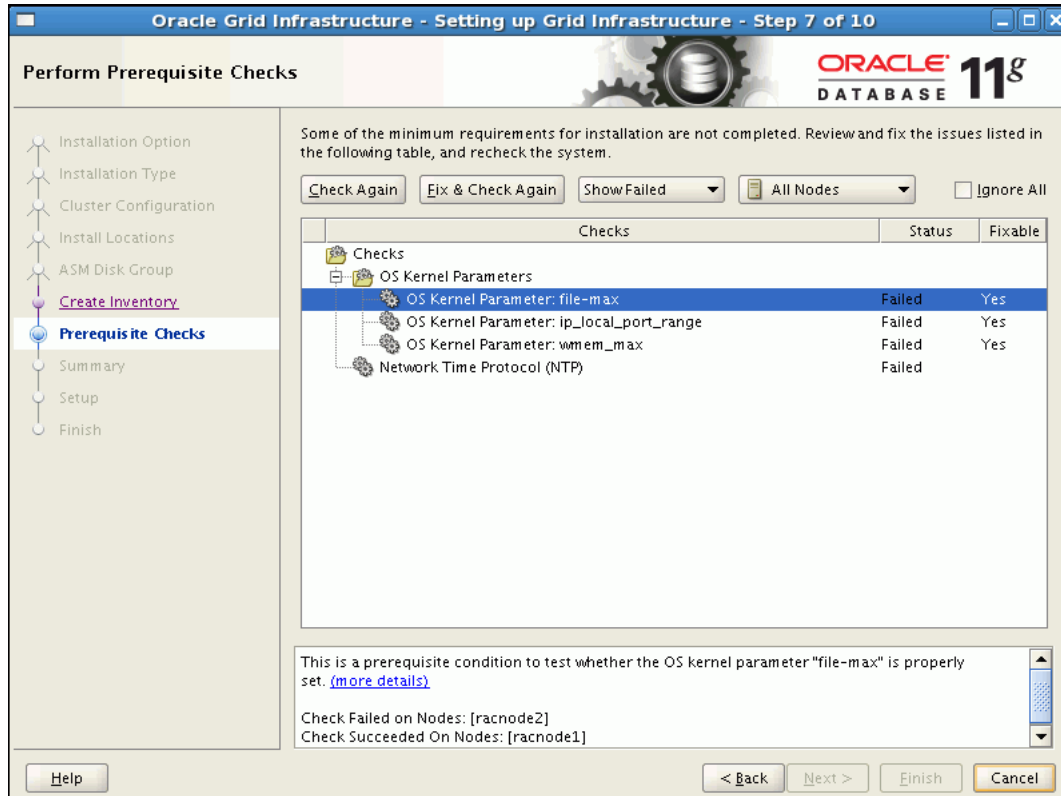 Oracle Grid Infrastructure - Setting up Grid Infrastructure - Step 7 of 10
Perform Prerequisite Checks
ORACLE
DATABASE
11g
Installation Option
Installation Type
Cluster Configuration
Install Locations
ASM Disk Group
Create Inventory
Prerequisite Checks
Summary
Setup
Finish
Some of the minimum requirements for installation are not completed. Review and fix the issues listed in
the following table, and recheck the system.
Check Again Fix & Check Again Show Failed All Nodes Ignore All
Checks Status Fixable
Checks
OS Kernel Parameters
OS Kernel Parameter: file-max Failed Yes
OS Kernel Parameter: ip_local_port_range Failed Yes
OS Kernel Parameter: wmem_max Failed Yes
Network Time Protocol (NTP) Failed
This is a prerequisite condition to test whether the OS kernel parameter "file-max" is properly
set. (more details)
Check Failed on Nodes: [racnode2]
Check Succeeded On Nodes: [racnode1]
Help < Back Next > Finish Cancel